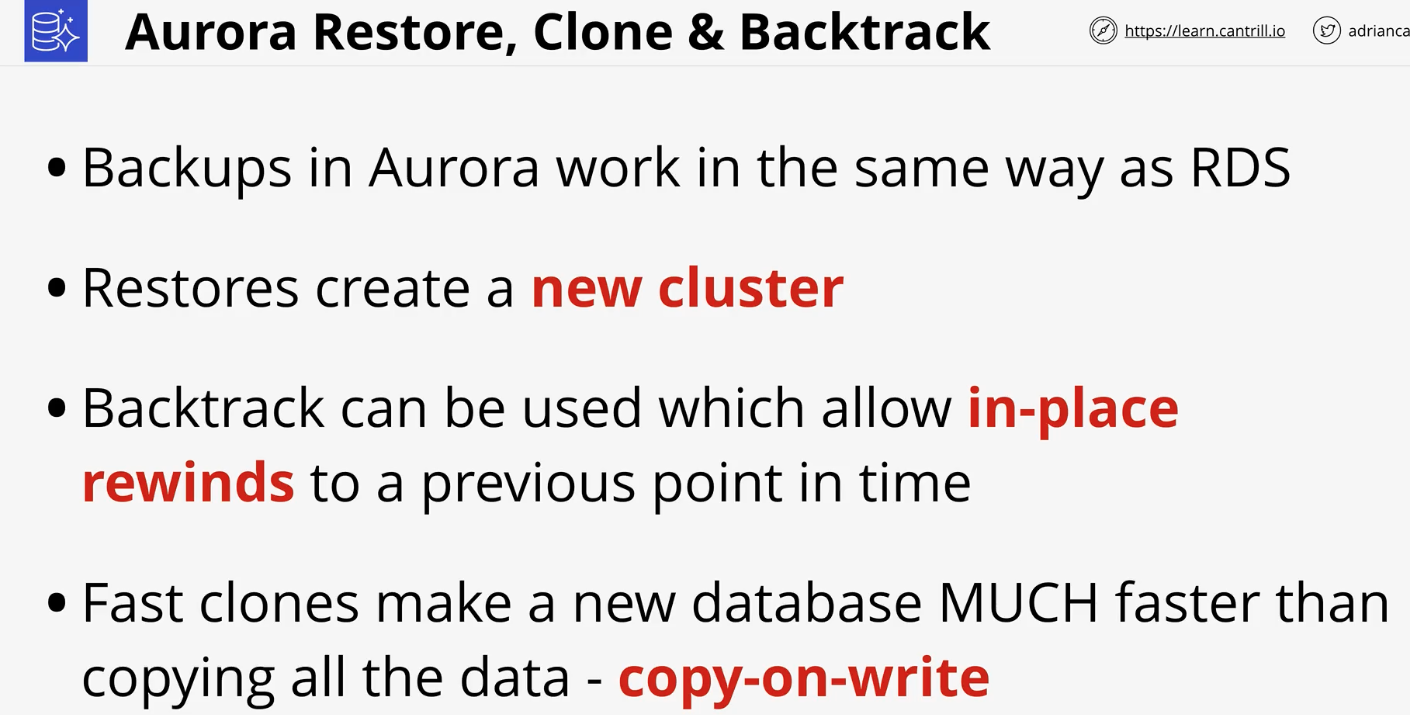 Aurora Restore, Clone & Backtrack
https://learn.cantrill.io
adrianca
• Backups in Aurora work in the same way as RDS
• Restores create a new cluster
• Backtrack can be used which allow in-place
rewinds to a previous point in time
• Fast clones make a new database MUCH faster than
copying all the data - copy-on-write